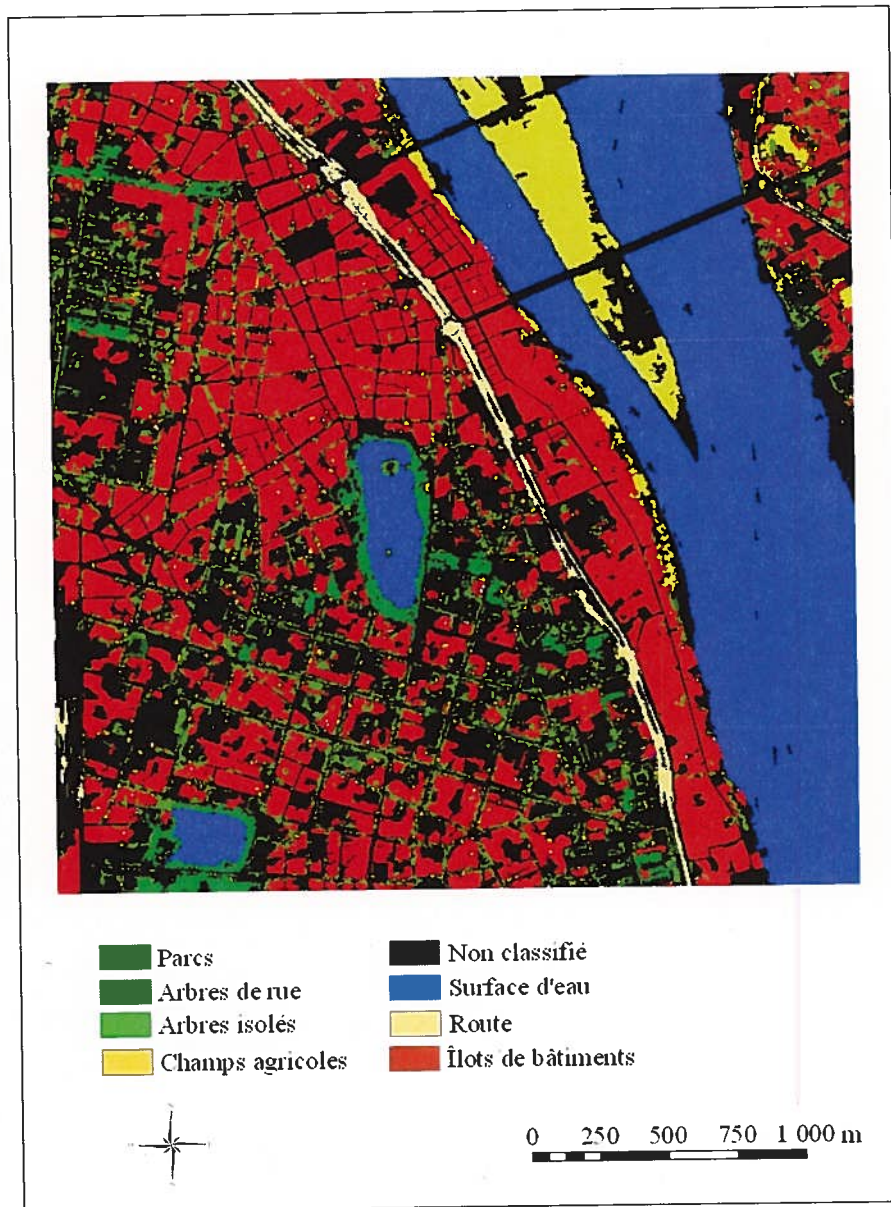 Parcs
Arbres de rue
Arbres isolés
Champs agricoles
Non classifié
Surface d'eau
Route
Îlots de bâtiments
0 250 500 750 1 000 m